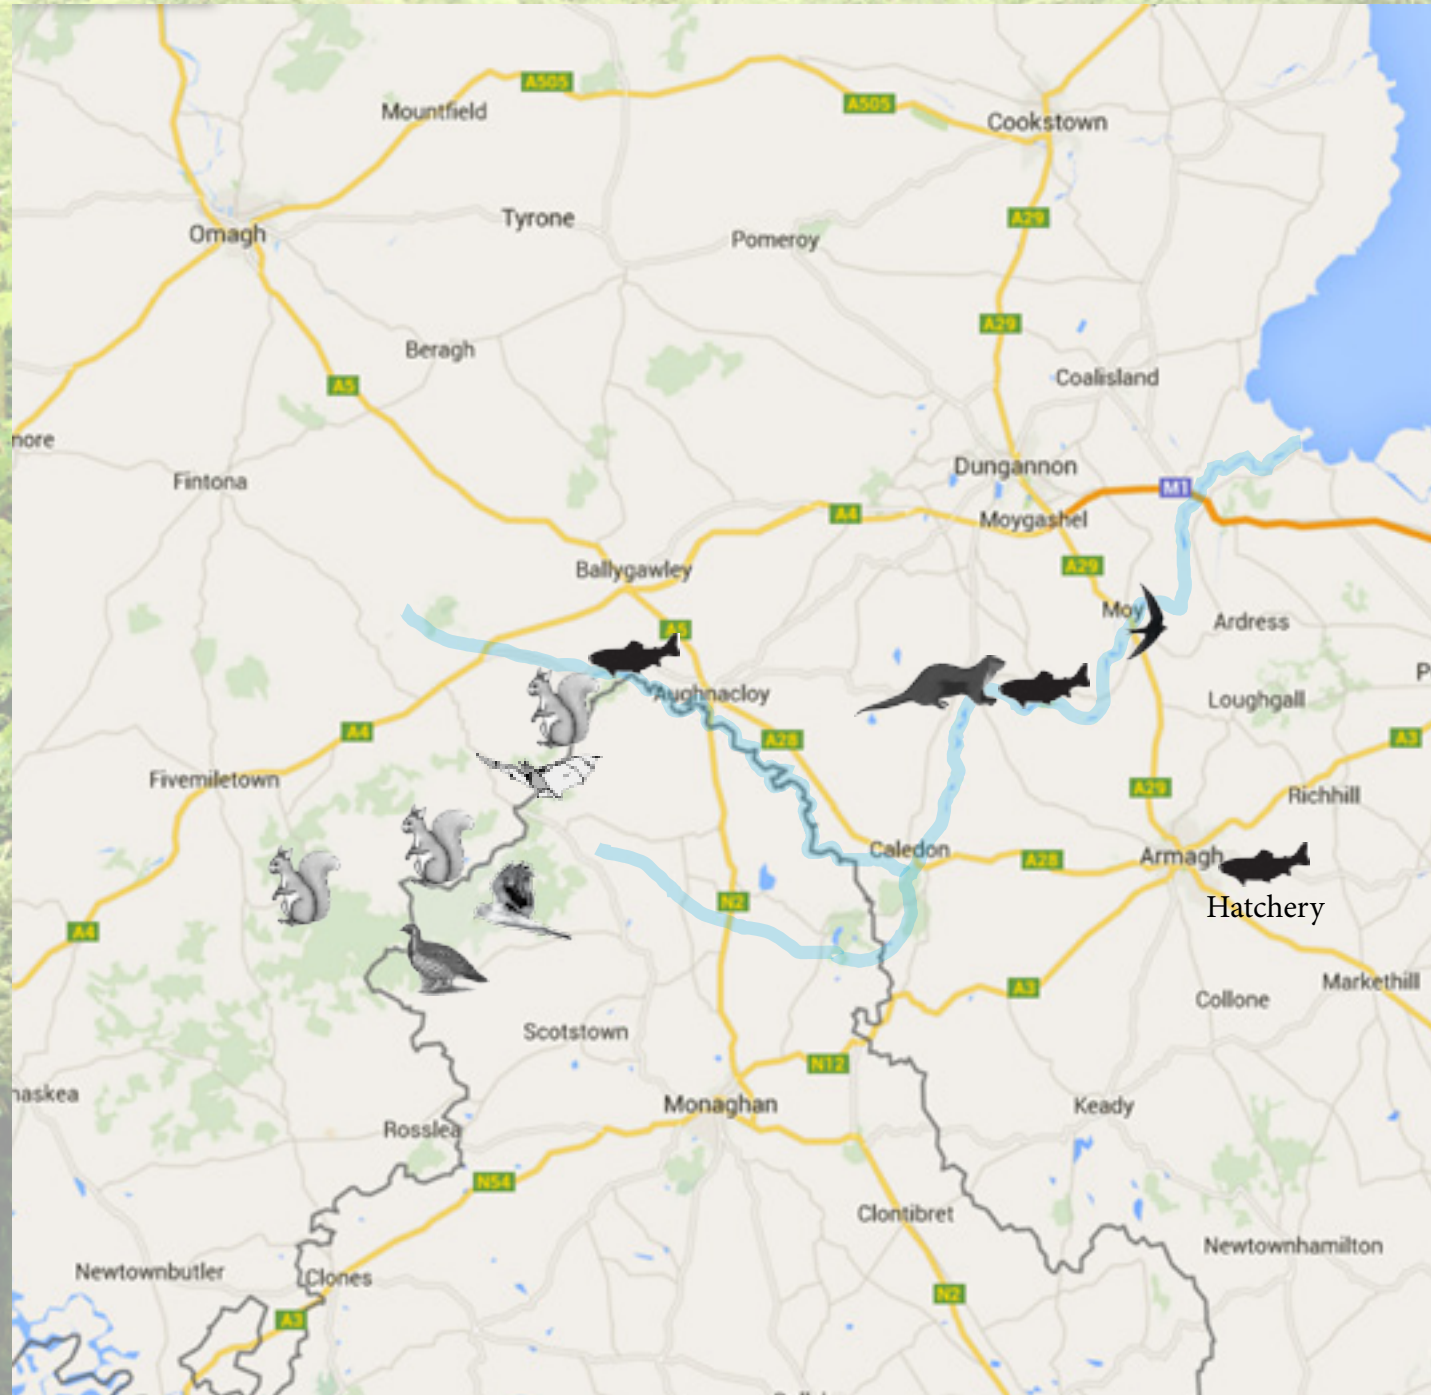 A505
Mountfield
A505
Cookstown
Omagh
Tyrone
A29
Pomeroy
A29
Beragh
Coalisland
A5
nore
Fintona
Dungannon
M1
A4
Moygashel
Ballygawley
A29
Moy
Ardress
A5
P
Aughnacloy
Loughgall
A4
A28
A3
Fivemiletown
A29
Richhill
Caledon
A28
Armagh
Hatchery
N2
A4
A3
Markethill
Collone
Scotstown
N12
naskea
Monaghan
Keady
Rosslea
N54
Clontibret
Newtownhamilton
Newtownbutler
Clones
N2
A3